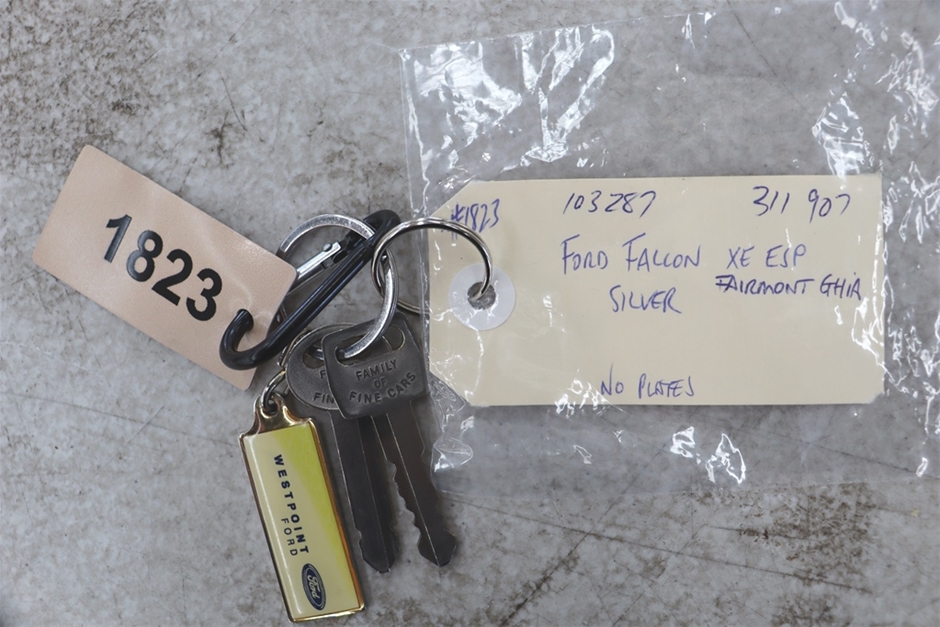 1823
#1823 103287 311 907
FORD FALCON XE ESP
SILVER FAIRMONT GHIA
NO PLATES
FAMILY
OF
FINE CARS
F
FIN
WESTPOINT
FORD
Ford